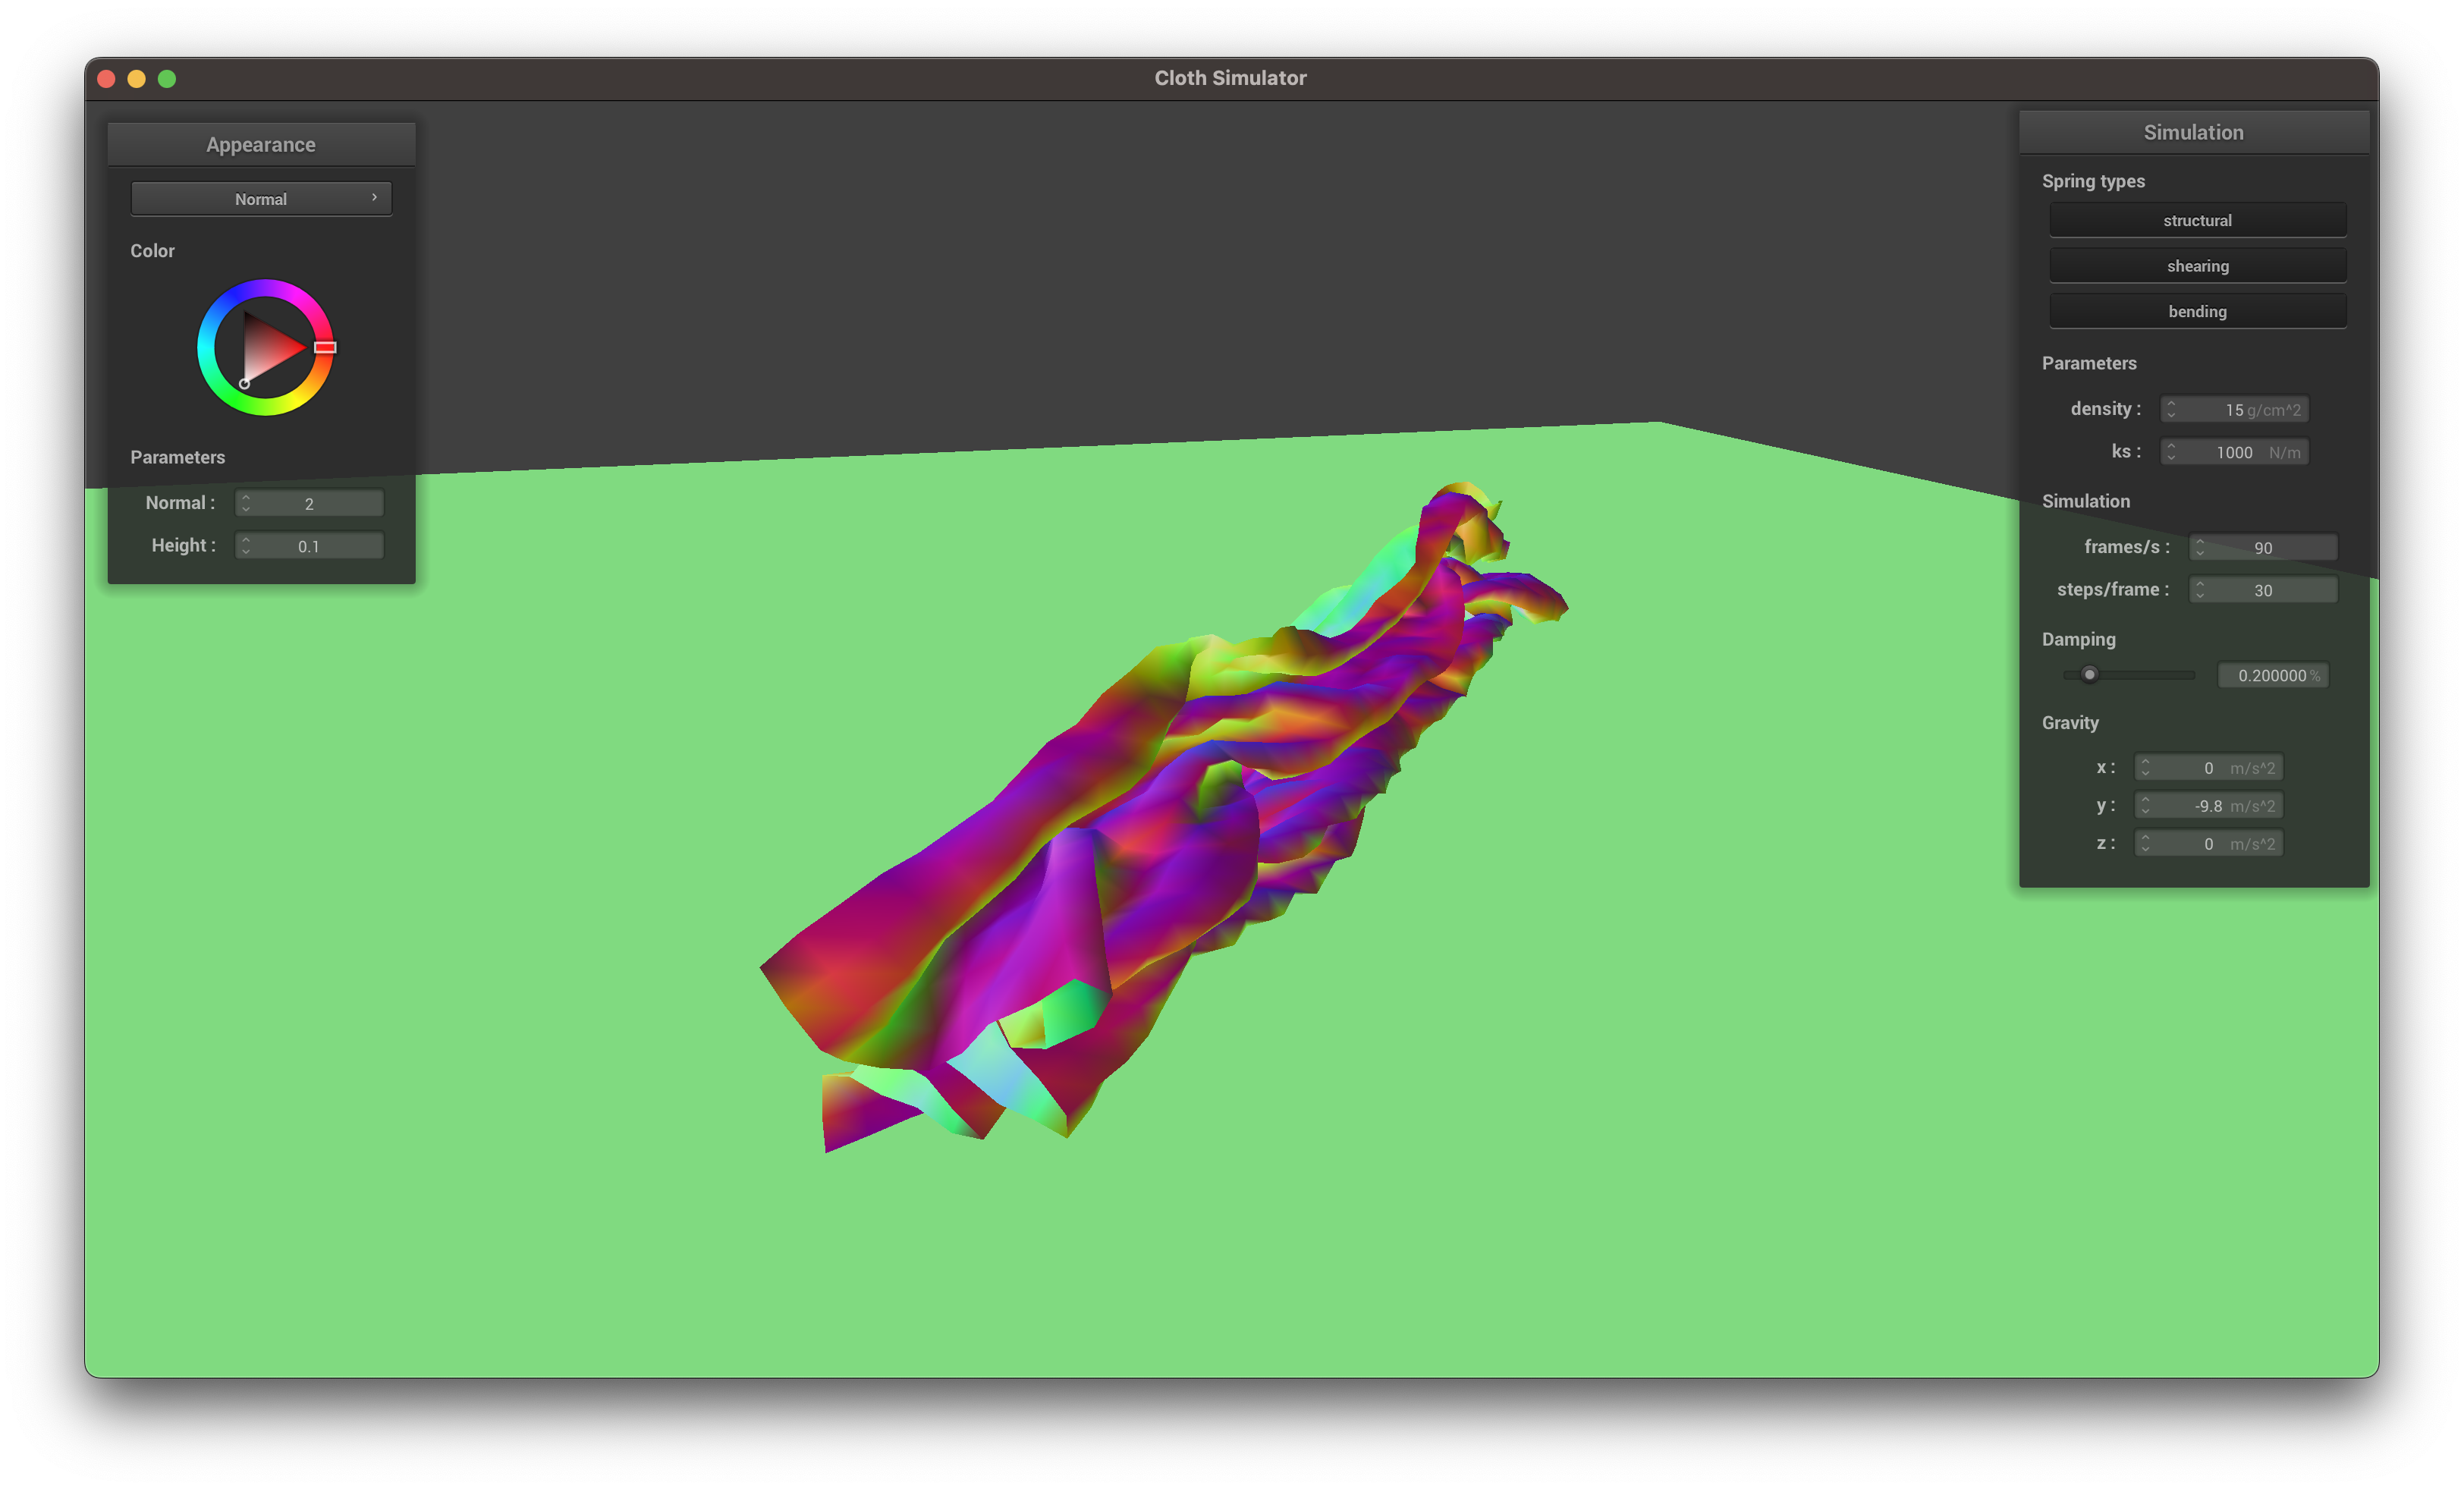 Cloth Simulator
Appearance
Normal
Color
Parameters
Normal : 2
Height : 0.1
Simulation
Spring types
structural
shearing
bending
Parameters
density : 15 g/cm^2
ks : 1000 N/m
Simulation
frames/s : 90
steps/frame : 30
Damping
0.200000 %
Gravity
x : 0 m/s^2
y : -9.8 m/s^2
z : 0 m/s^2